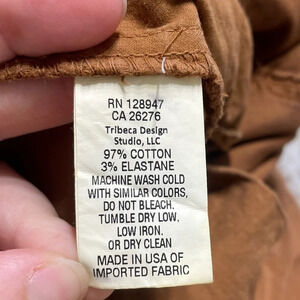 RN 128947
CA 26276
Tribeca Design
Studio, LLC
97% COTTON
3% ELASTANE
MACHINE WASH COLD
WITH SIMILAR COLORS,
DO NOT BLEACH.
TUMBLE DRY LOW,
LOW IRON.
OR DRY CLEAN
MADE IN USA OF
IMPORTED FABRIC